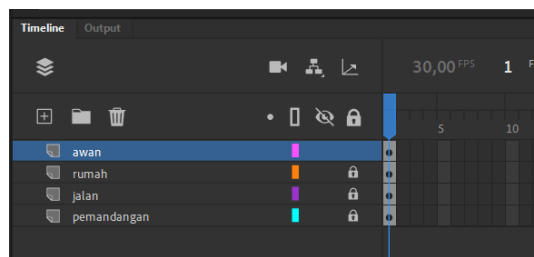 Timeline Output
30,00 FPS 1 F
5 10
awan
rumah
jalan
pemandangan